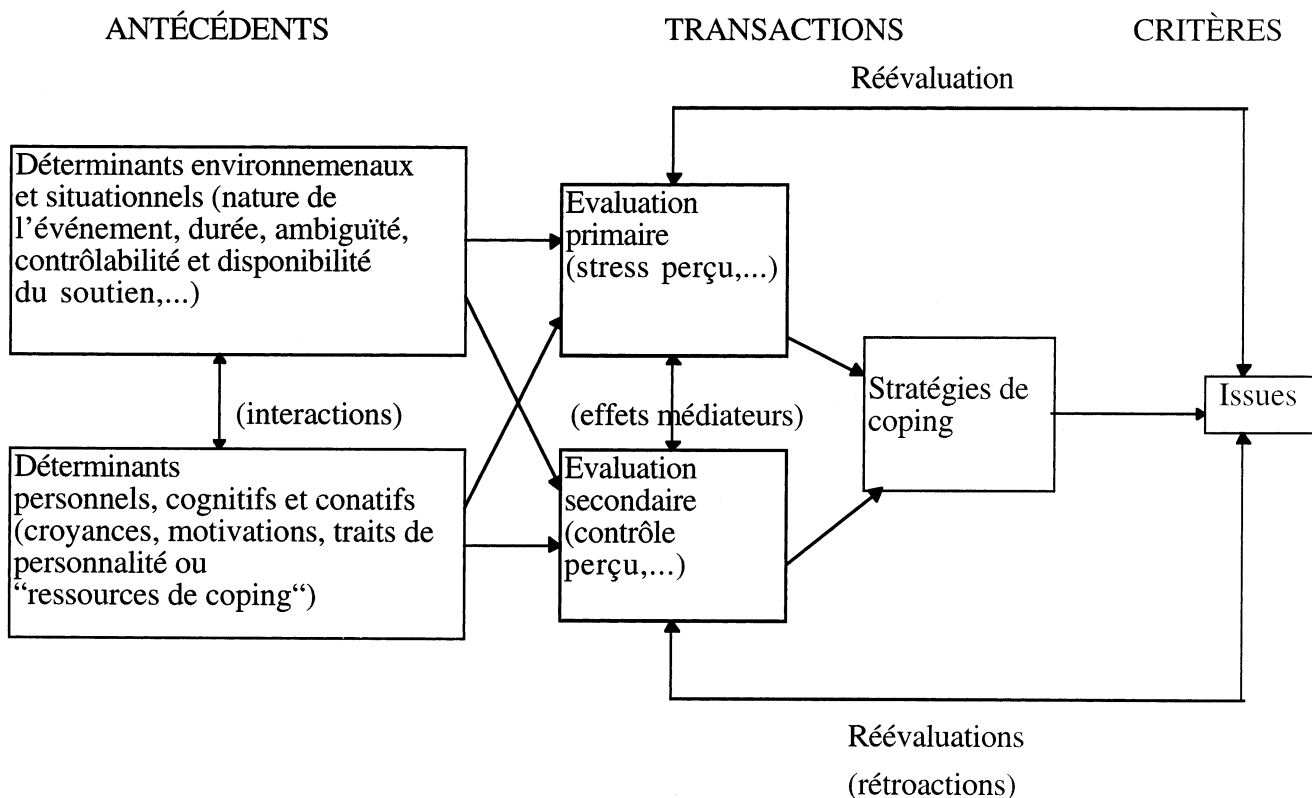 ANTÉCÉDENTS
TRANSACTIONS
CRITÈRES
Réévaluation
Déterminants environnemenaux
et situationnels (nature de
l'événement, durée, ambiguïté,
contrôlabilité et disponibilité
du soutien,...)
Evaluation
primaire
(stress perçu,...)
Stratégies de
coping
Issues
(interactions)
(effets médiateurs)
Déterminants
personnels, cognitifs et conatifs
(croyances, motivations, traits de
personnalité ou
“ressources de coping“)
Evaluation
secondaire
(contrôle
perçu,...)
Réévaluations
(rétroactions)